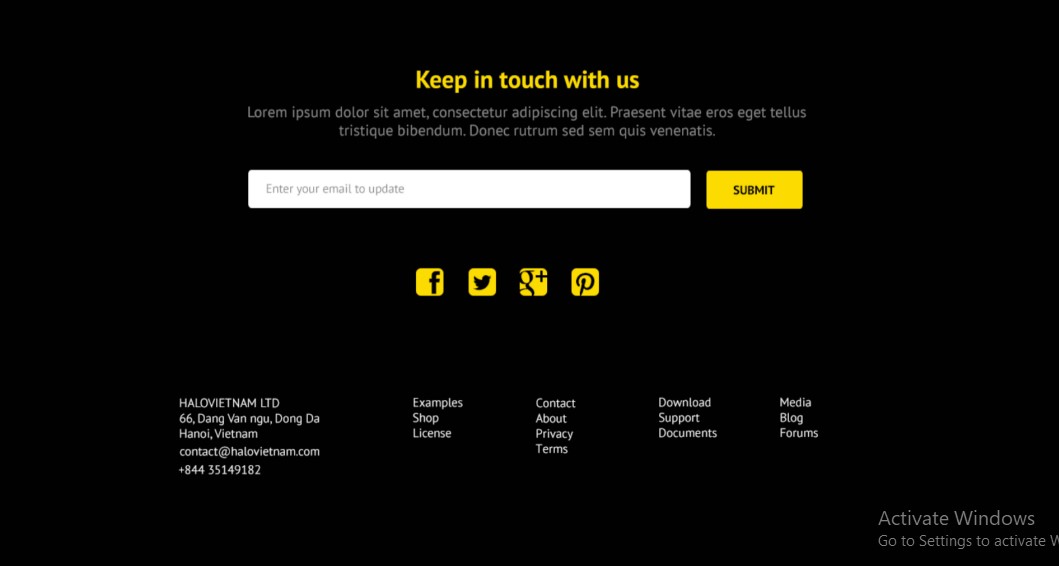 Keep in touch with us
Lorem ipsum dolor sit amet, consectetur adipiscing elit. Praesent vitae eros eget tellus
tristique bibendum. Donec rutrum sed sem quis venenatis.
Enter your email to update
SUBMIT
HALOVIETNAM LTD
66, Dang Van ngu, Dong Da
Hanoi, Vietnam
contact@halovietnam.com
+844 35149182
Examples
Shop
License
Contact
About
Privacy
Terms
Download
Support
Documents
Media
Blog
Forums
Activate Windows
Go to Settings to activate W